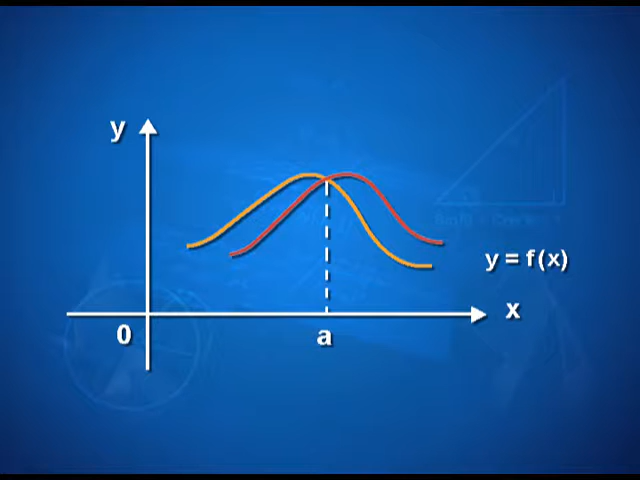 y
y = f(x)
x
0
a